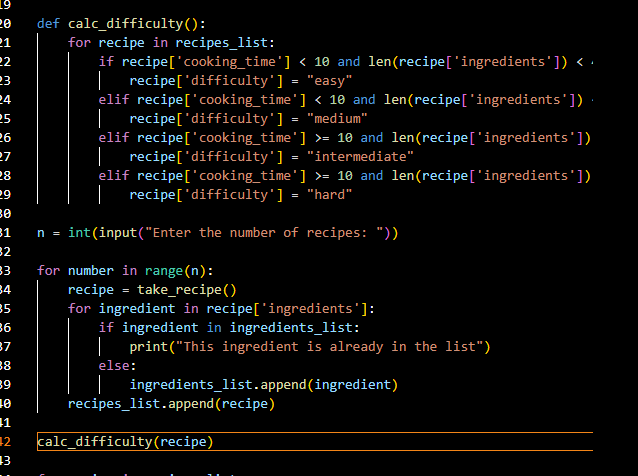 19
20 def calc_difficulty():
21     for recipe in recipes_list:
22         if recipe['cooking_time'] < 10 and len(recipe['ingredients']) <
23             recipe['difficulty'] = "easy"
24         elif recipe['cooking_time'] < 10 and len(recipe['ingredients'])
25             recipe['difficulty'] = "medium"
26         elif recipe['cooking_time'] >= 10 and len(recipe['ingredients'])
27             recipe['difficulty'] = "intermediate"
28         elif recipe['cooking_time'] >= 10 and len(recipe['ingredients'])
29             recipe['difficulty'] = "hard"
30
31 n = int(input("Enter the number of recipes: "))
32
33 for number in range(n):
34     recipe = take_recipe()
35     for ingredient in recipe['ingredients']:
36         if ingredient in ingredients_list:
37             print("This ingredient is already in the list")
38         else:
39             ingredients_list.append(ingredient)
40     recipes_list.append(recipe)
41
42 calc_difficulty(recipe)
43